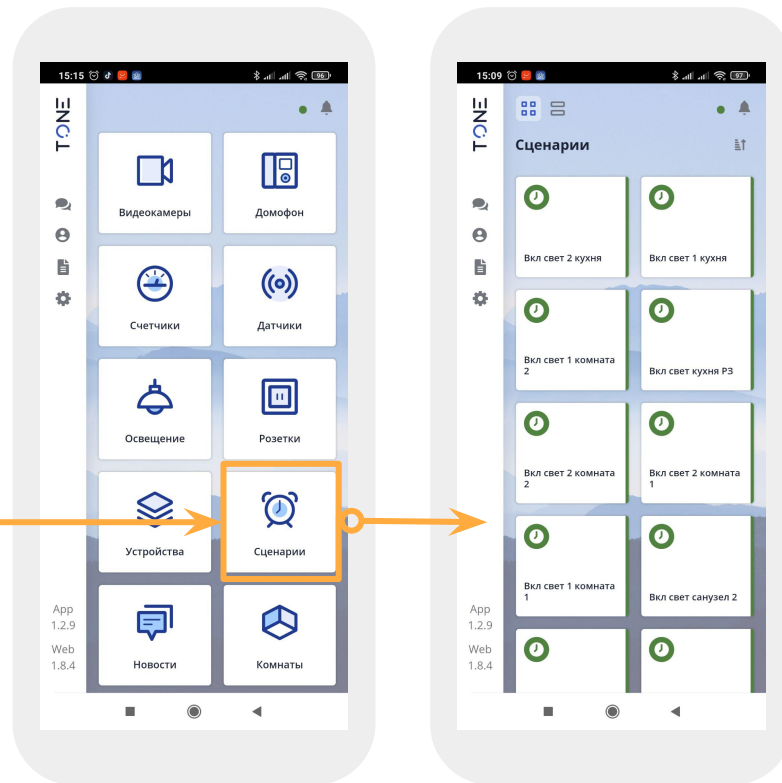 15:15
96
TONE
Видеокамеры
Домофон
Счетчики
Датчики
Освещение
Розетки
Устройства
Сценарии
Новости
Комнаты
App
1.2.9
Web
1.8.4
15:09
97
TONE
Сценарии
Вкл свет 2 кухня
Вкл свет 1 кухня
Вкл свет 1 комната
2
Вкл свет кухня РЗ
Вкл свет 2 комната
2
Вкл свет 2 комната
1
Вкл свет 1 комната
1
Вкл свет санузел 2
App
1.2.9
Web
1.8.4